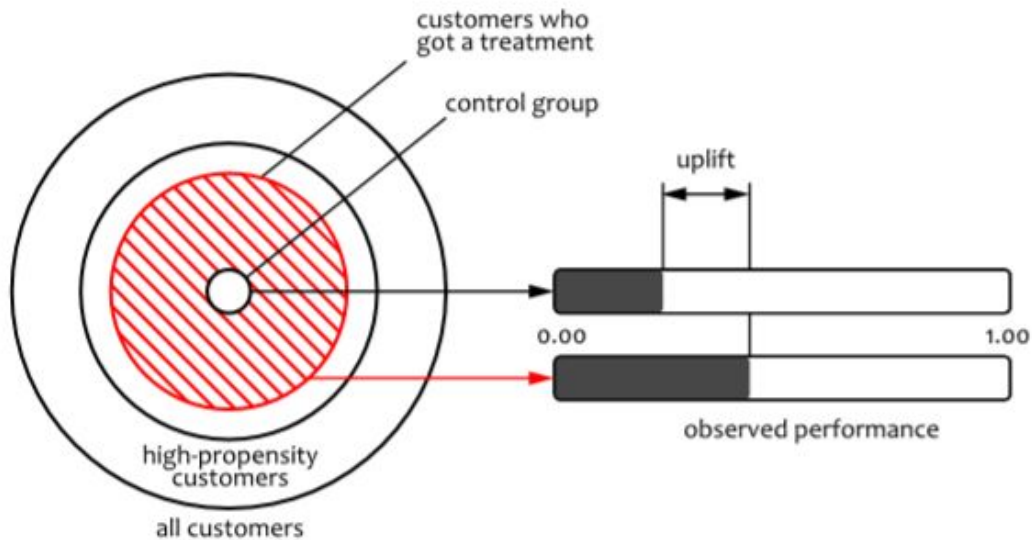 customers who
got a treatment
control group
uplift
0.00
1.00
observed performance
high-propensity
customers
all customers